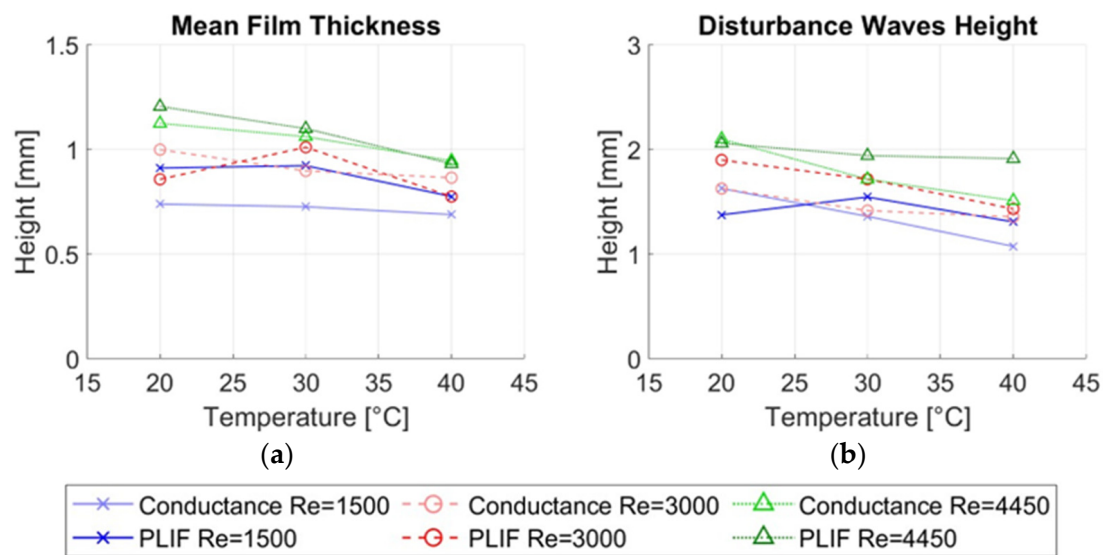 Mean Film Thickness
Disturbance Waves Height
1.5
1
0.5
0
Height [mm]
15 20 25 30 35 40 45
Temperature [°C]
(a)
3
2
1
0
Height [mm]
15 20 25 30 35 40 45
Temperature [°C]
(b)
Conductance Re=1500 Conductance Re=3000 Conductance Re=4450
PLIF Re=1500 PLIF Re=3000 PLIF Re=4450